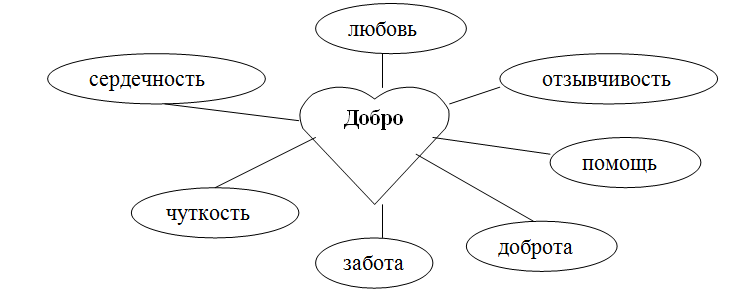 любовь
сердечность
отзывчивость
Добро
помощь
чуткость
доброта
забота